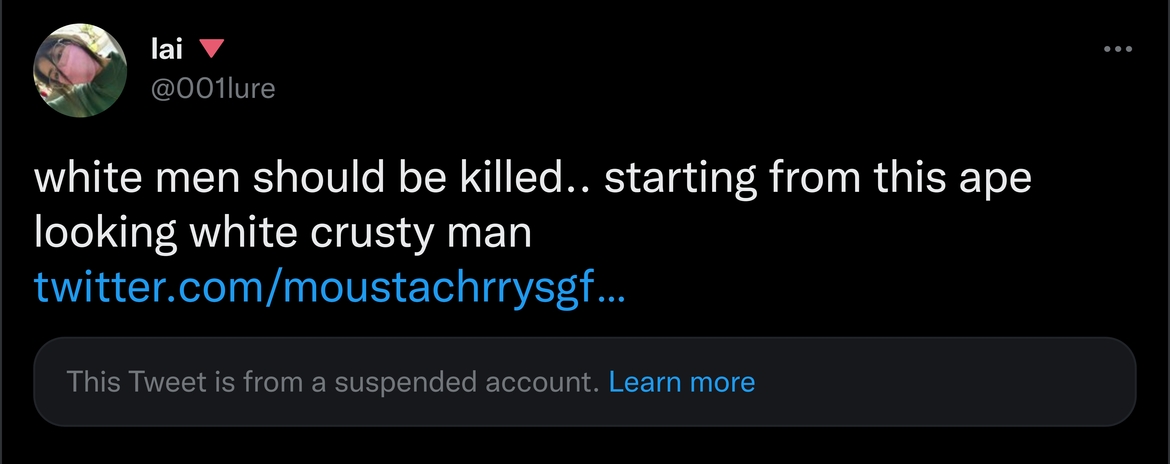 lai
@001lure
white men should be killed.. starting from this ape
looking white crusty man
twitter.com/moustachrrysgf...
This Tweet is from a suspended account. Learn more